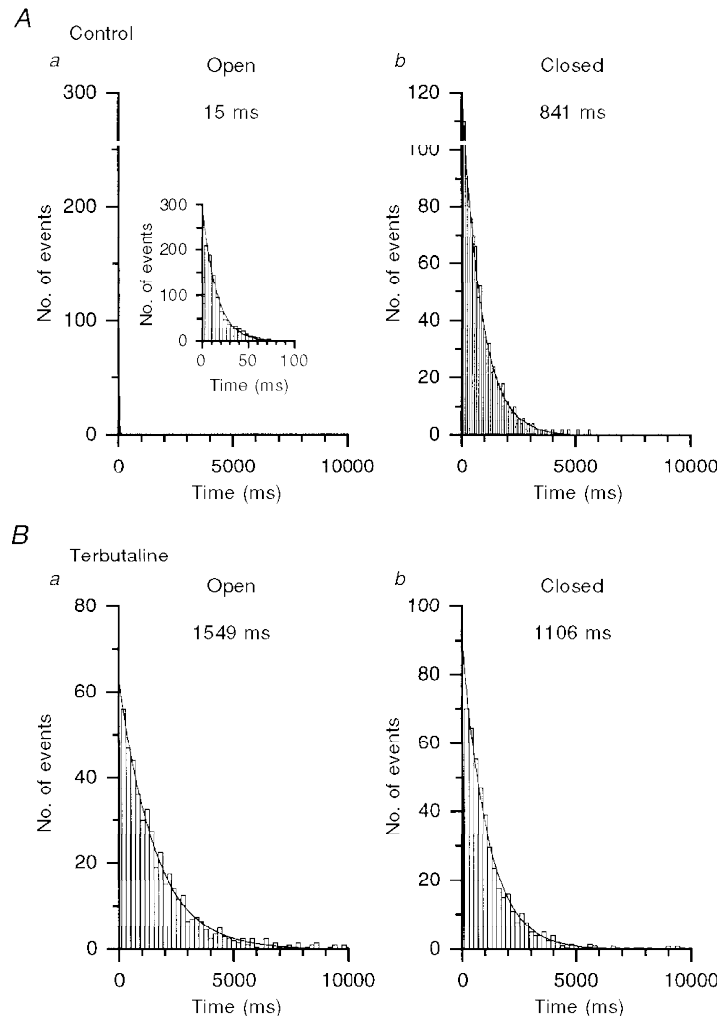 A
Control
a
Open
15 ms
300
200
100
0
No. of events
0
5000
10000
Time (ms)
300
200
100
0
No. of events
0
50
100
Time (ms)
b
Closed
841 ms
120
100
80
60
40
20
0
No. of events
0
5000
10000
Time (ms)
B
Terbutaline
a
Open
1549 ms
80
60
40
20
0
No. of events
0
5000
10000
Time (ms)
b
Closed
1106 ms
100
80
60
40
20
0
No. of events
0
5000
10000
Time (ms)